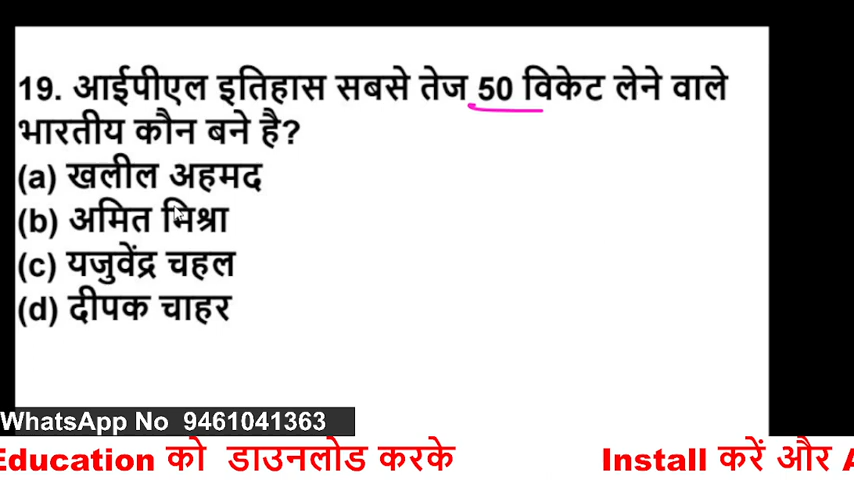 19. आईपीएल इतिहास सबसे तेज 50 विकेट लेने वाले
भारतीय कौन बने है?
(a) खलील अहमद
(b) अमित मिश्रा
(c) यजुवेंद्र चहल
(d) दीपक चाहर
WhatsApp No 9461041363
Education को डाउनलोड करके Install करें और